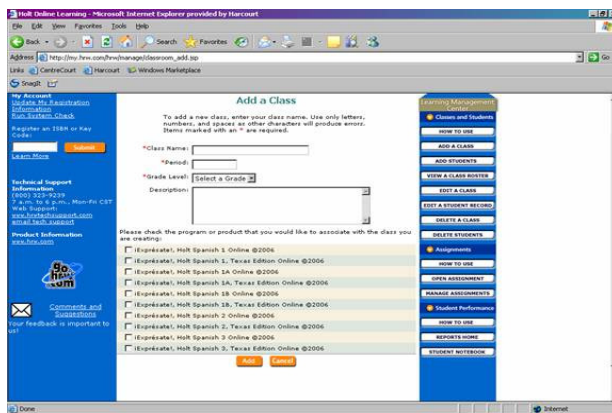 Holt Online Learning - Microsoft Internet Explorer provided by Harcourt
File Edit View Favorites Tools Help
Back Search Favorites
Address http://my.hrw.com/hrw/manage/classroom_add.jsp Go
Links CentreCourt Harcourt Windows Marketplace
SnagIt
My Account
Update My Registration
Information
Run System Check
Register an ISBN or Key
Code:
Submit
Learn More
Technical Support
Information
(800) 323-9239
7 a.m. to 6 p.m., Mon-Fri CST
Web Support:
www.hrwtechsupport.com
email tech support
Product Information
www.hrw.com
go.
hrw
.com
Comments and
Suggestions
Your feedback is important to
us!
Add a Class
To add a new class, enter your class name. Use only letters,
numbers, and spaces as other characters will produce errors.
Items marked with an * are required.
*Class Name:
*Period:
*Grade Level: Select a Grade
Description:
Please check the program or product that you would like to associate with the class you
are creating:
¡Exprésate!, Holt Spanish 1 Online ©2006
¡Exprésate!, Holt Spanish 1, Texas Edition Online ©2006
¡Exprésate!, Holt Spanish 1A Online ©2006
¡Exprésate!, Holt Spanish 1A, Texas Edition Online ©2006
¡Exprésate!, Holt Spanish 1B Online ©2006
¡Exprésate!, Holt Spanish 1B, Texas Edition Online ©2006
¡Exprésate!, Holt Spanish 2 Online ©2006
¡Exprésate!, Holt Spanish 2, Texas Edition Online ©2006
¡Exprésate!, Holt Spanish 3 Online ©2006
¡Exprésate!, Holt Spanish 3, Texas Edition Online ©2006
Add Cancel
Learning Management
Center
Classes and Students
HOW TO USE
ADD A CLASS
ADD STUDENTS
VIEW A CLASS ROSTER
EDIT A CLASS
EDIT A STUDENT RECORD
DELETE A CLASS
DELETE STUDENTS
Assignments
HOW TO USE
OPEN ASSIGNMENT
MANAGE ASSIGNMENTS
Student Performance
HOW TO USE
REPORTS HOME
STUDENT NOTEBOOK
Done Internet